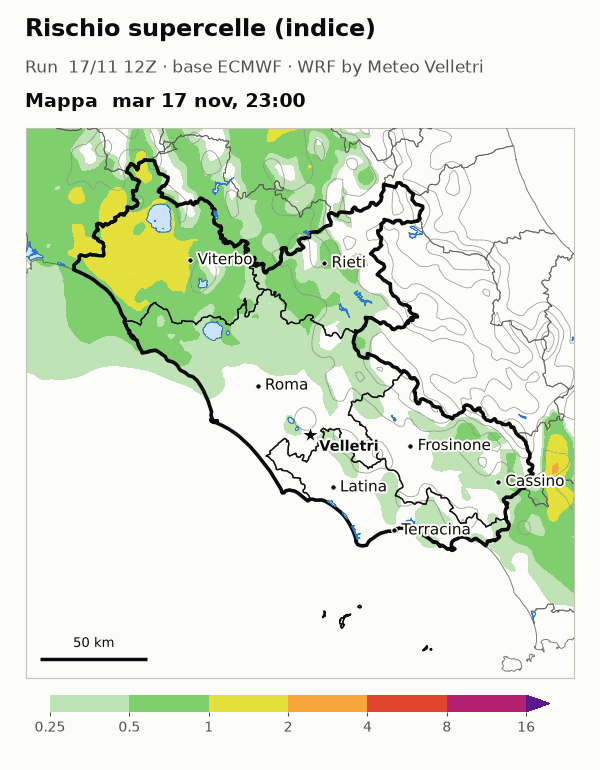 Rischio supercelle (indice)
Run  17/11 12Z · base ECMWF · WRF by Meteo Velletri
Mappa  mar 17 nov, 23:00
Viterbo
Rieti
Roma
Velletri
Frosinone
Cassino
Latina
Terracina
50 km
0.25 0.5 1 2 4 8 16